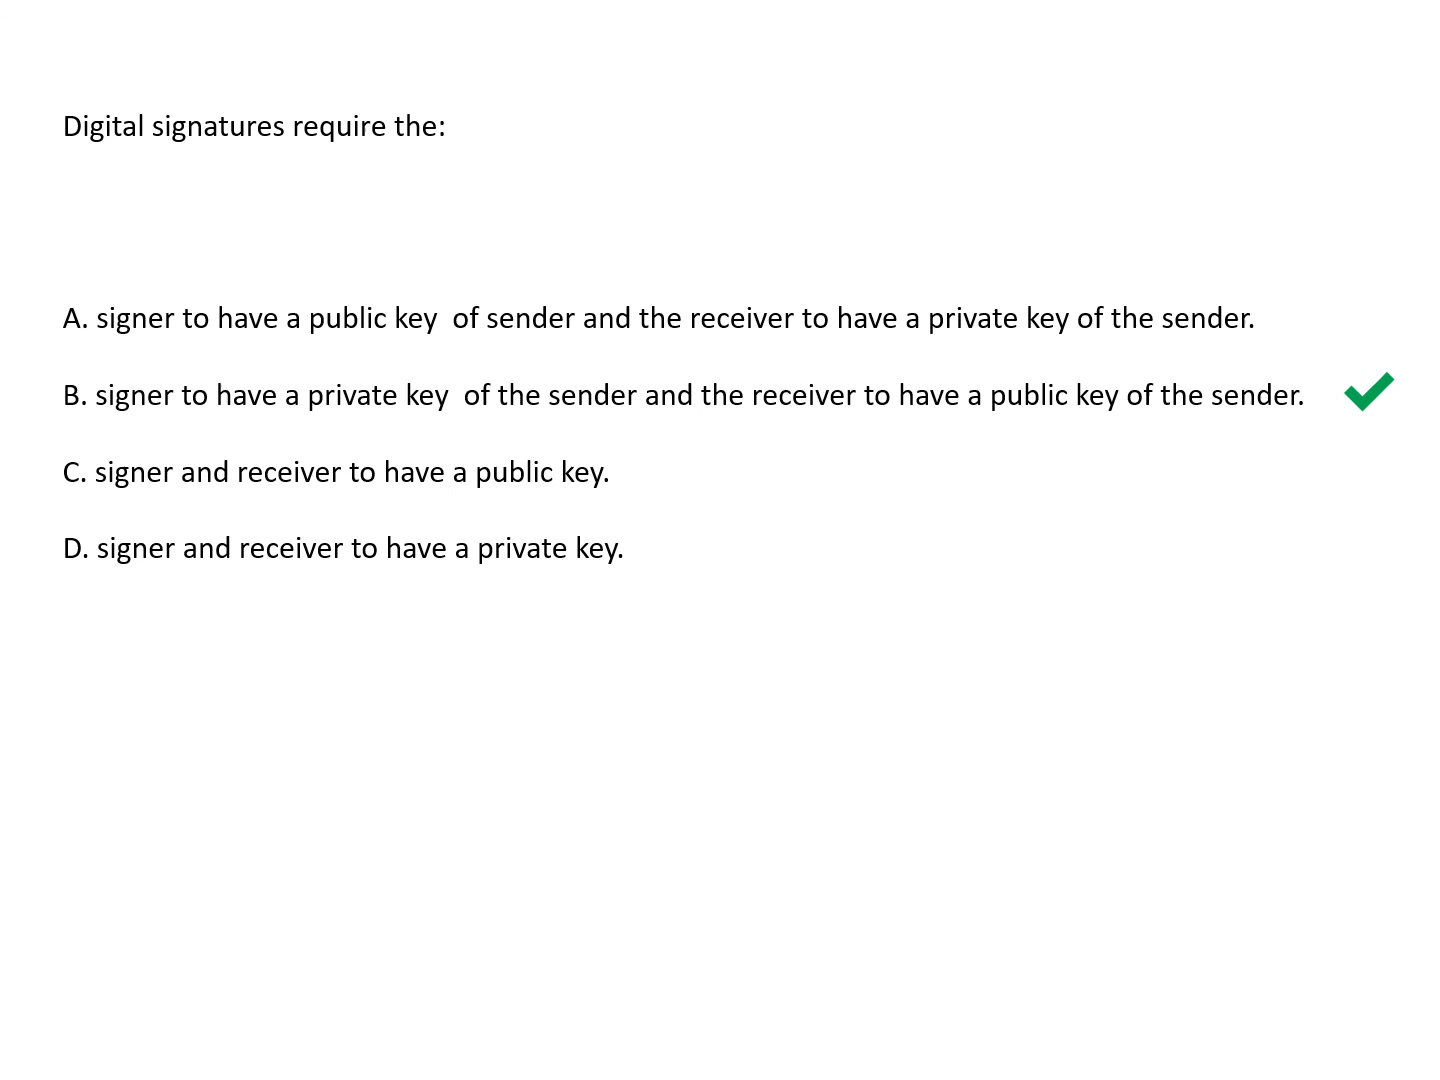 Digital signatures require the:
A. signer to have a public key  of sender and the receiver to have a private key of the sender.
B. signer to have a private key  of the sender and the receiver to have a public key of the sender.
C. signer and receiver to have a public key.
D. signer and receiver to have a private key.